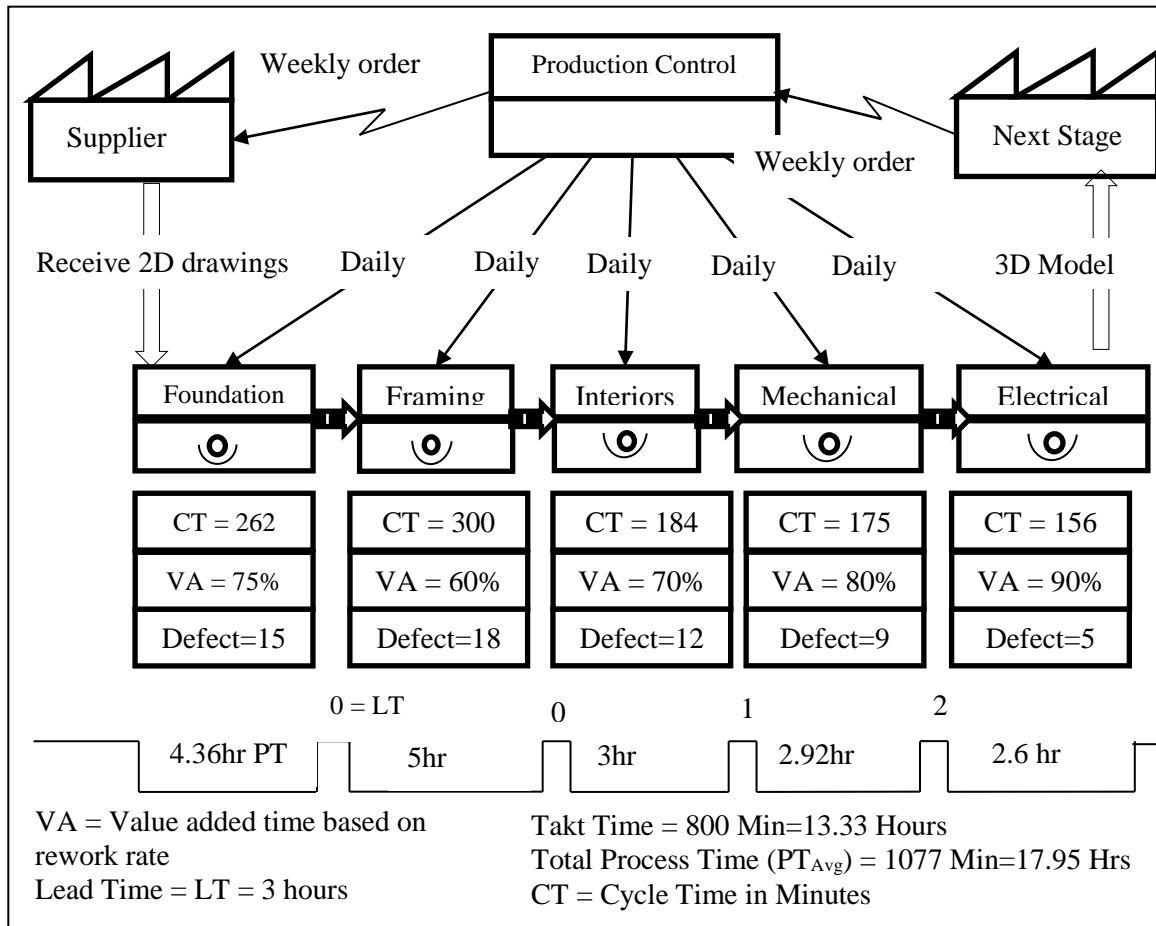 Weekly order
Production Control
Supplier
Next Stage
Weekly order
Receive 2D drawings
Daily
Daily
Daily
Daily
Daily
3D Model
Foundation
Framing
Interiors
Mechanical
Electrical
I
I
I
I
CT = 262
CT = 300
CT = 184
CT = 175
CT = 156
VA = 75%
VA = 60%
VA = 70%
VA = 80%
VA = 90%
Defect=15
Defect=18
Defect=12
Defect=9
Defect=5
0 = LT
0
1
2
4.36hr PT
5hr
3hr
2.92hr
2.6 hr
VA = Value added time based on
rework rate
Lead Time = LT = 3 hours
Takt Time = 800 Min=13.33 Hours
Total Process Time (PTAvg) = 1077 Min=17.95 Hrs
CT = Cycle Time in Minutes